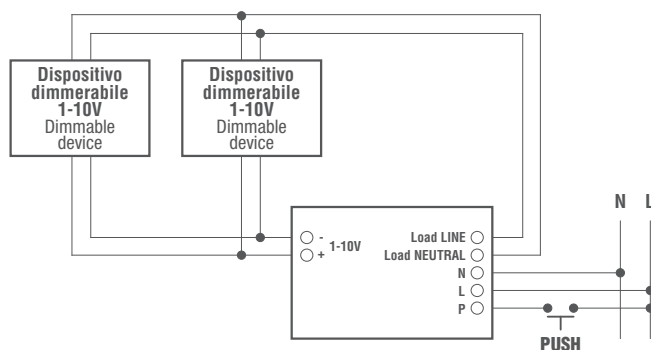 Dispositivo
dimmerabile
1-10V
Dimmable
device
Dispositivo
dimmerabile
1-10V
Dimmable
device
N L
- 1-10V
+
Load LINE
Load NEUTRAL
N
L
P
PUSH